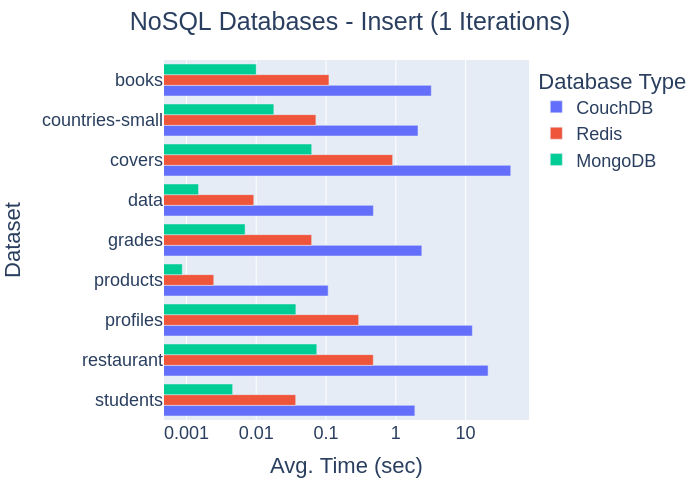 NoSQL Databases - Insert (1 Iterations)
Database Type
CouchDB
Redis
MongoDB
Dataset
books
countries-small
covers
data
grades
products
profiles
restaurant
students
0.001 0.01 0.1 1 10
Avg. Time (sec)